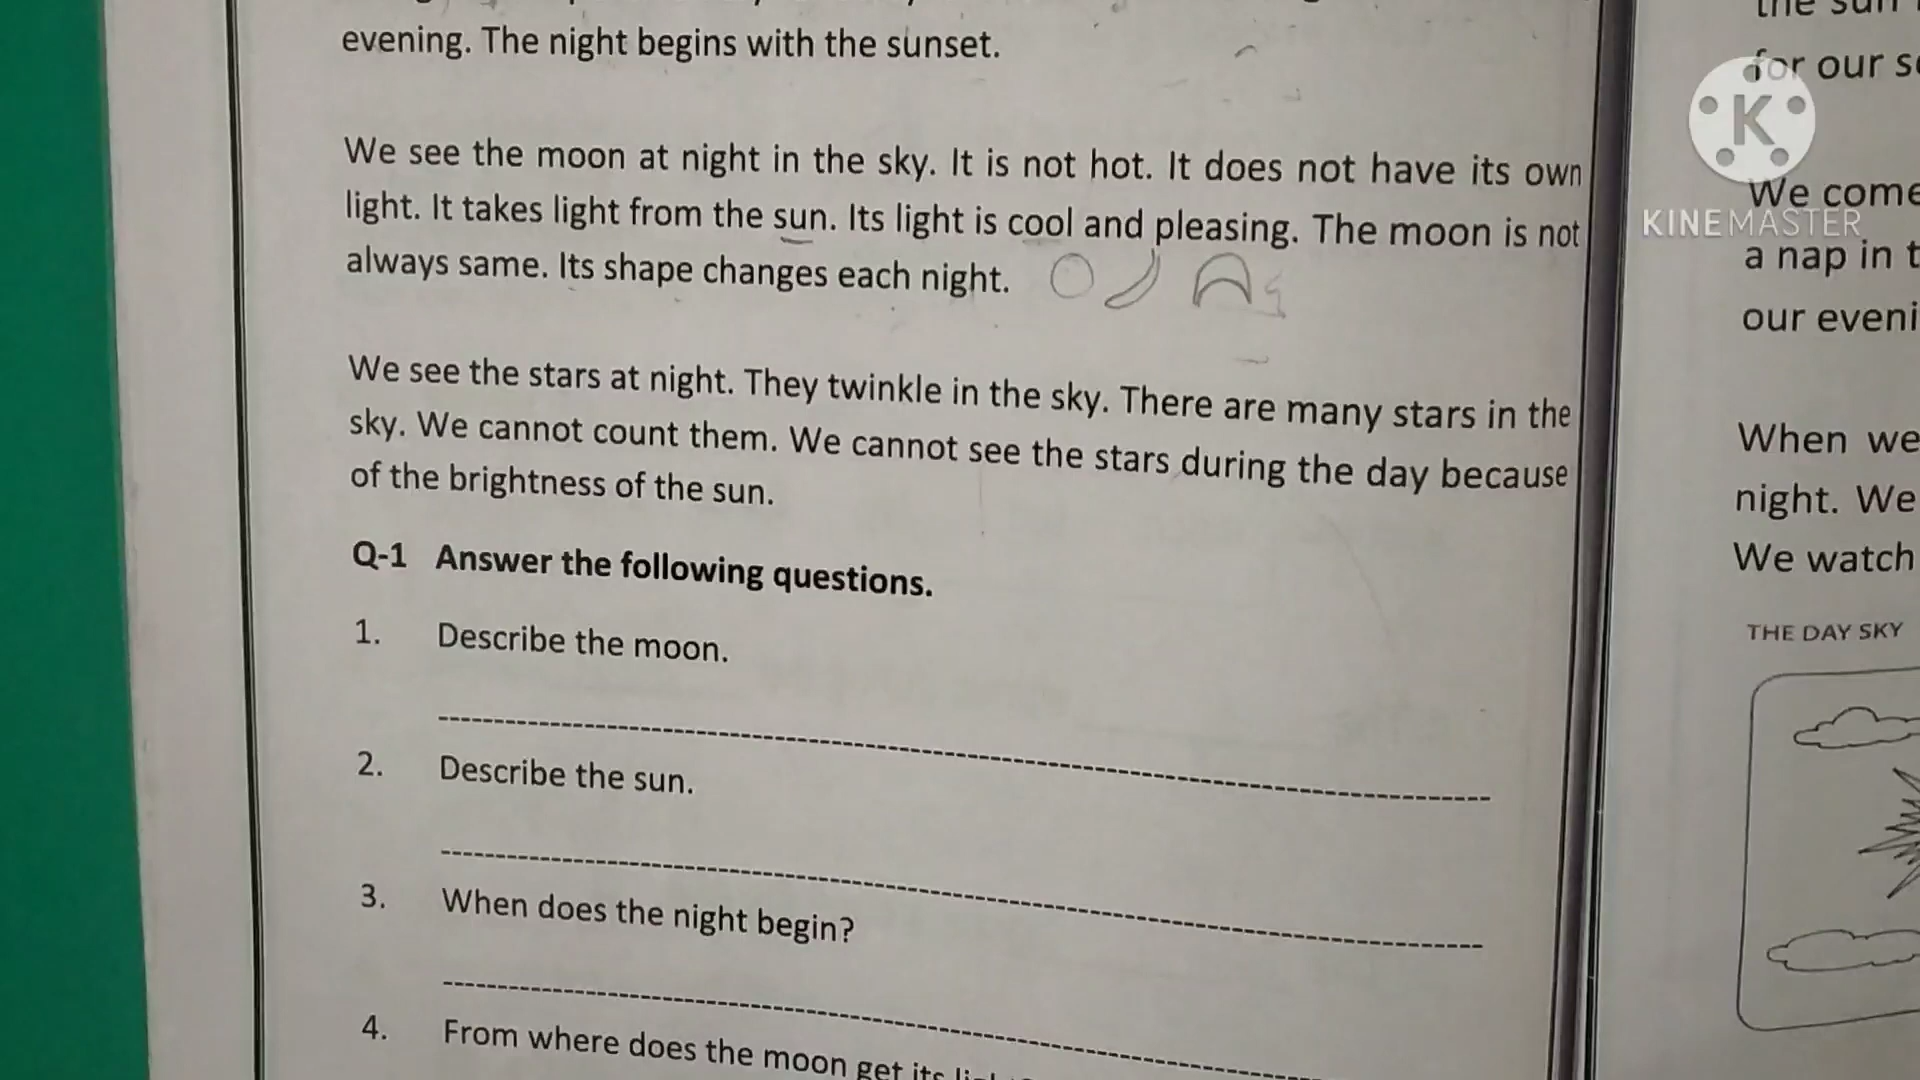 evening. The night begins with the sunset.
We see the moon at night in the sky. It is not hot. It does not have its own
light. It takes light from the sun. Its light is cool and pleasing. The moon is not
always same. Its shape changes each night.
We see the stars at night. They twinkle in the sky. There are many stars in the
sky. We cannot count them. We cannot see the stars during the day because
of the brightness of the sun.
Q-1 Answer the following questions.
1. Describe the moon.
2. Describe the sun.
3. When does the night begin?
4. From where does the moon get its
the sun
for our
K
We come
KINEMASTER
a nap in
our
When we
night. We
We watch
THE DAY SKY